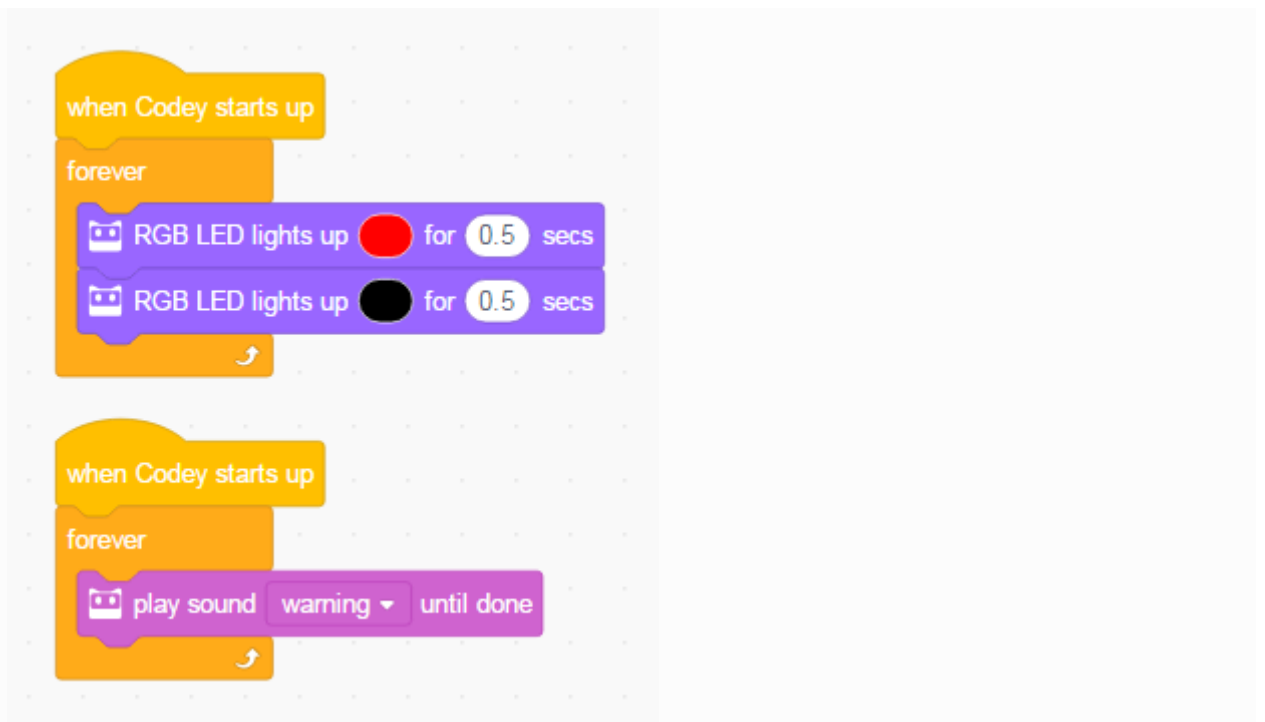 when Codey starts up
forever
RGB LED lights up for 0.5 secs
RGB LED lights up for 0.5 secs
when Codey starts up
forever
play sound warning until done